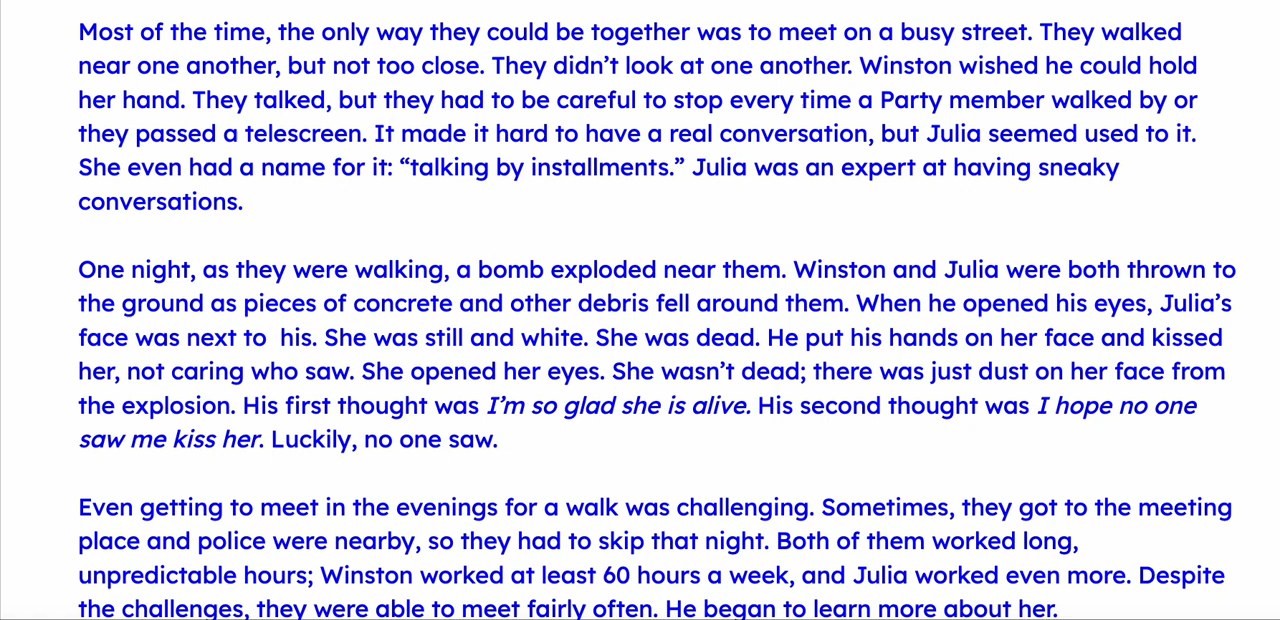 Most of the time, the only way they could be together was to meet on a busy street. They walked
near one another, but not too close. They didn’t look at one another. Winston wished he could hold
her hand. They talked, but they had to be careful to stop every time a Party member walked by or
they passed a telescreen. It made it hard to have a real conversation, but Julia seemed used to it.
She even had a name for it: “talking by installments.” Julia was an expert at having sneaky
conversations.
One night, as they were walking, a bomb exploded near them. Winston and Julia were both thrown to
the ground as pieces of concrete and other debris fell around them. When he opened his eyes, Julia’s
face was next to  his. She was still and white. She was dead. He put his hands on her face and kissed
her, not caring who saw. She opened her eyes. She wasn’t dead; there was just dust on her face from
the explosion. His first thought was I’m so glad she is alive. His second thought was I hope no one
saw me kiss her. Luckily, no one saw.
Even getting to meet in the evenings for a walk was challenging. Sometimes, they got to the meeting
place and police were nearby, so they had to skip that night. Both of them worked long,
unpredictable hours; Winston worked at least 60 hours a week, and Julia worked even more. Despite
the challenges, they were able to meet fairly often. He began to learn more about her.